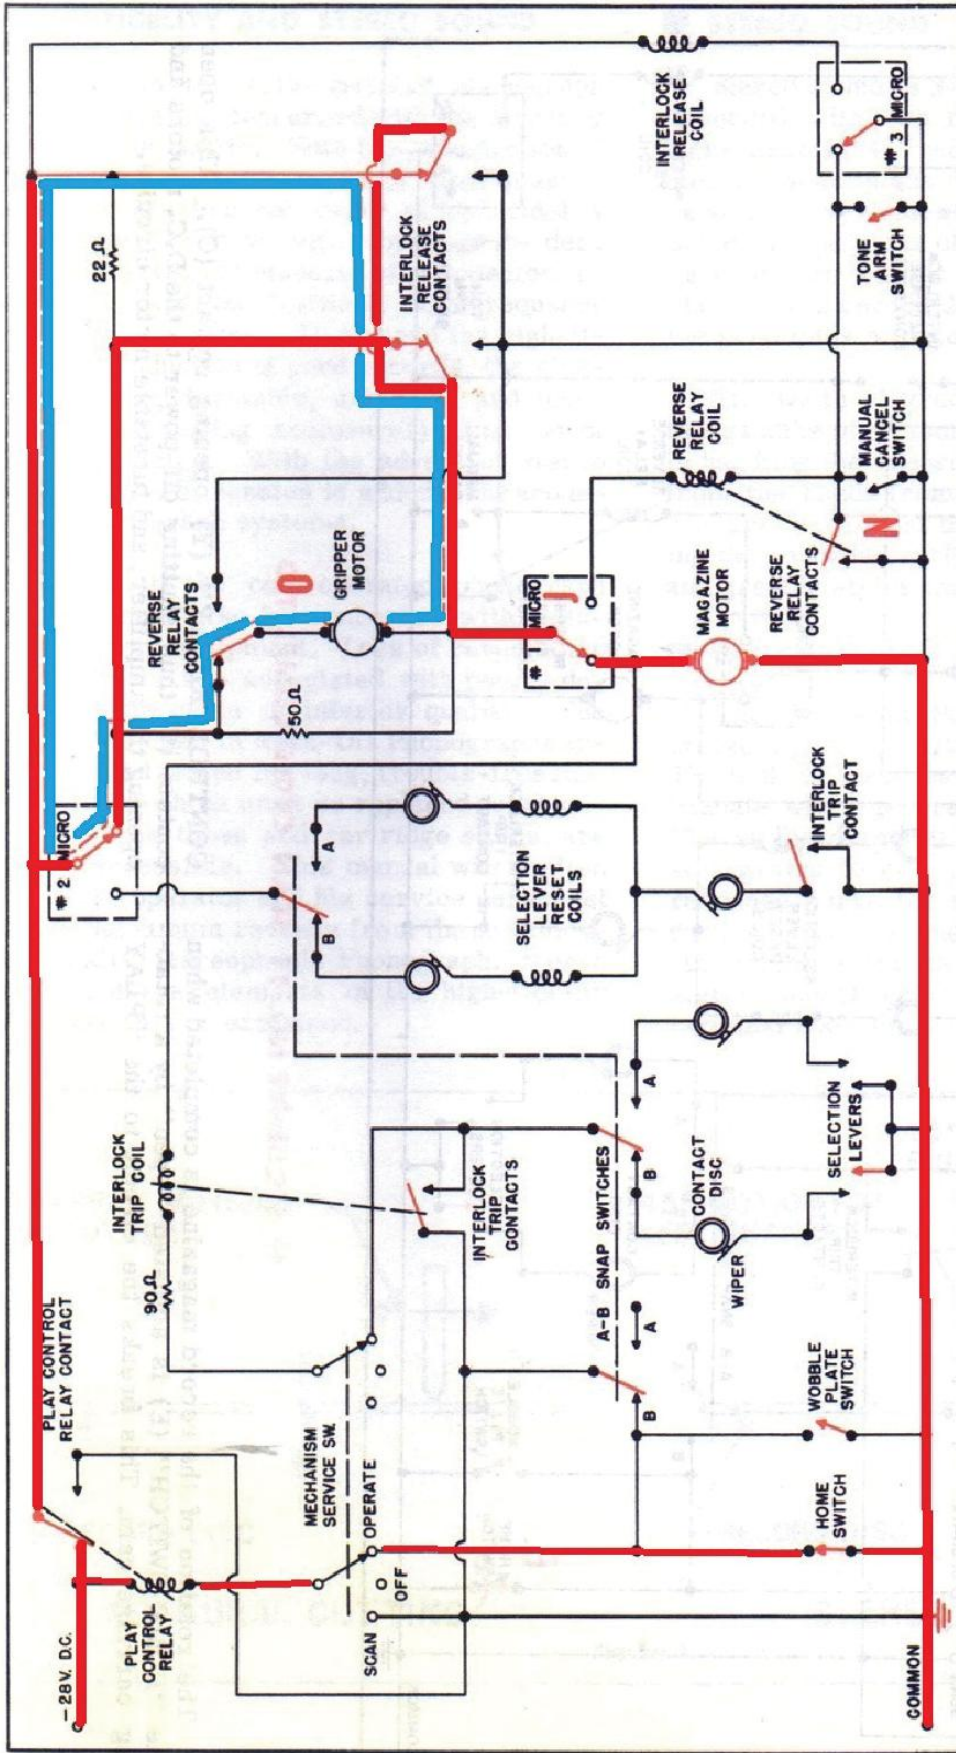 -28V. D.C.
PLAY CONTROL
RELAY CONTACT
PLAY
CONTROL
RELAY
90Ω
INTERLOCK
TRIP COIL
# 2 MICRO
22Ω
MECHANISM
SERVICE SW.
SCAN
OFF
OPERATE
REVERSE
RELAY
CONTACTS
O
50Ω
GRIPPER
MOTOR
INTERLOCK
RELEASE
CONTACTS
B
A
INTERLOCK
TRIP
CONTACTS
SELECTION
LEVER
RESET
COILS
# 1 MICRO
J
A-B SNAP SWITCHES
B
A
B
A
CONTACT
DISC
WIPER
MAGAZINE
MOTOR
REVERSE
RELAY
COIL
INTERLOCK
RELEASE
COIL
HOME
SWITCH
WOBBLE
PLATE
SWITCH
SELECTION
LEVERS
INTERLOCK
TRIP
CONTACT
REVERSE
RELAY
CONTACTS
N
MANUAL
CANCEL
SWITCH
TONE
ARM
SWITCH
# 3 MICRO
COMMON